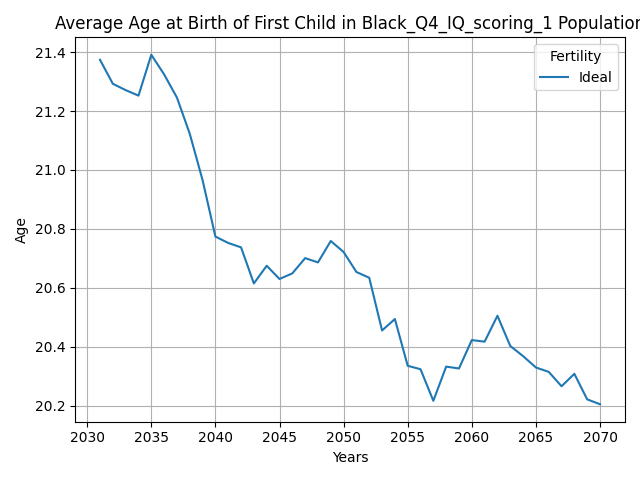 Average Age at Birth of First Child in Black_Q4_IQ_scoring_1 Population
Fertility
Ideal
21.4
21.2
21.0
20.8
20.6
20.4
20.2
Age
2030 2035 2040 2045 2050 2055 2060 2065 2070
Years